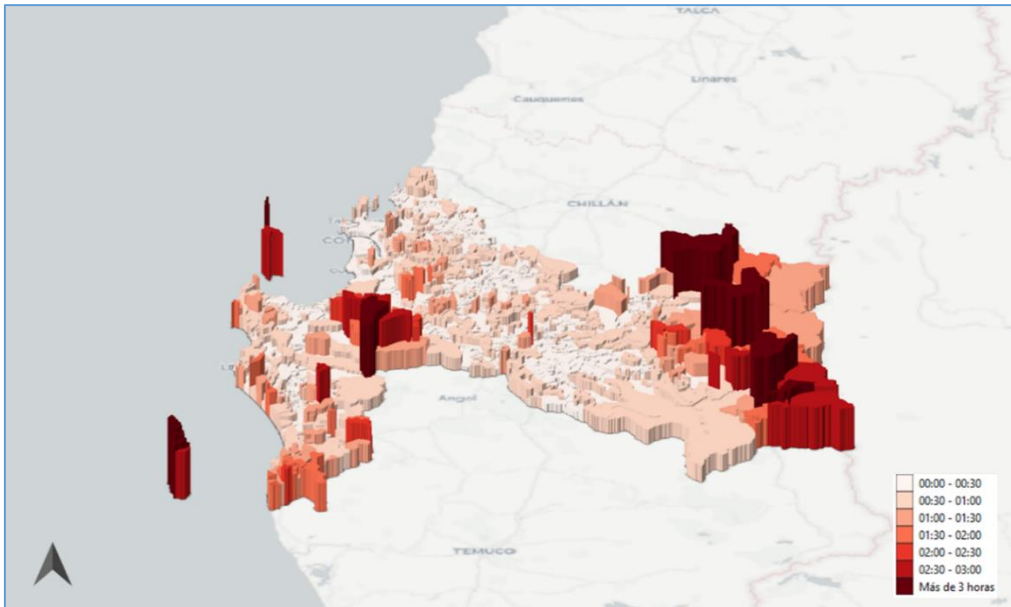 TALCA
Linares
Cauquenes
CHILLÁN
Angol
TEMUCO
00:00 - 00:30
00:30 - 01:00
01:00 - 01:30
01:30 - 02:00
02:00 - 02:30
02:30 - 03:00
Más de 3 horas